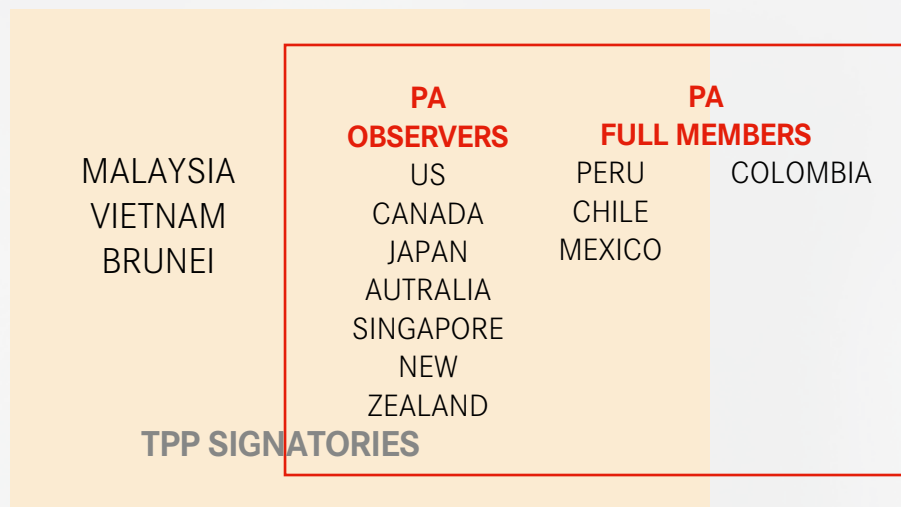 MALAYSIA
VIETNAM
BRUNEI
PA
OBSERVERS
US
CANADA
JAPAN
AUTRALIA
SINGAPORE
NEW
ZEALAND
PA
FULL MEMBERS
PERU
CHILE
MEXICO
COLOMBIA
TPP SIGNATORIES